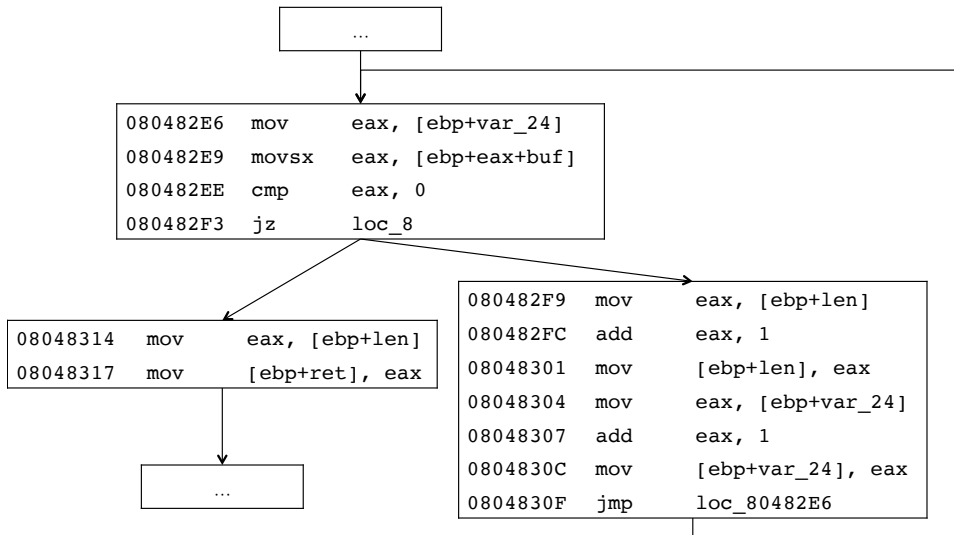 ...
080482E6 mov eax, [ebp+var_24]
080482E9 movsx eax, [ebp+eax+buf]
080482EE cmp eax, 0
080482F3 jz loc_8
08048314 mov eax, [ebp+len]
08048317 mov [ebp+ret], eax
...
080482F9 mov eax, [ebp+len]
080482FC add eax, 1
08048301 mov [ebp+len], eax
08048304 mov eax, [ebp+var_24]
08048307 add eax, 1
0804830C mov [ebp+var_24], eax
0804830F jmp loc_80482E6